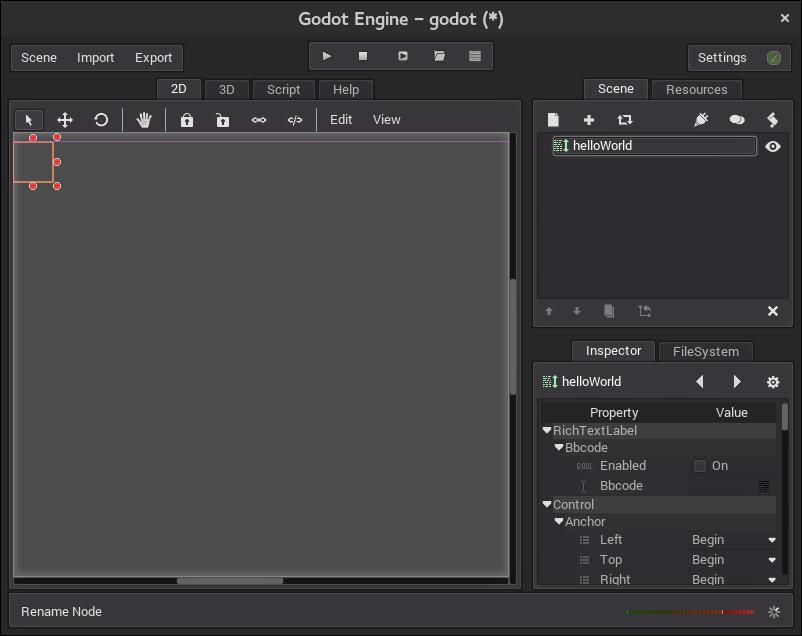 Godot Engine – godot (*)
Scene Import Export
Settings
2D 3D Script Help
Scene Resources
Edit View
helloWorld
Inspector FileSystem
helloWorld
Property Value
RichTextLabel
Bbcode
BOOL Enabled On
Bbcode
Control
Anchor
Left Begin
Top Begin
Right Begin
Rename Node